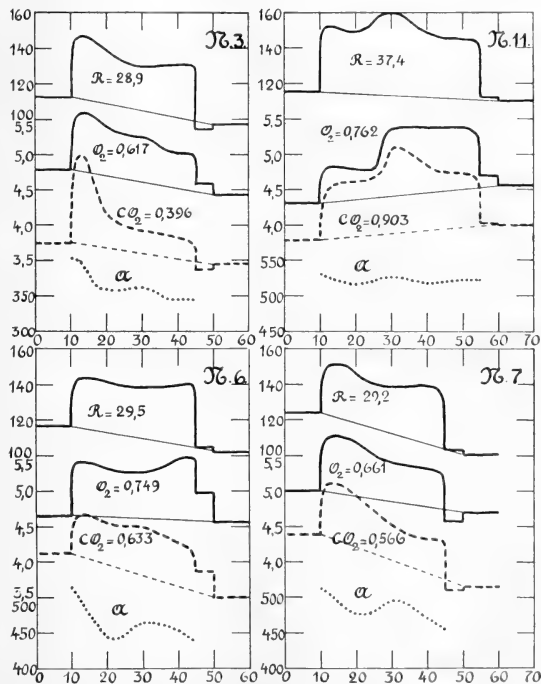 N.3.
160
140
120
100
5,5
5,0
4,5
4,0
3,5
350
300
R = 28,9
O₂ = 0,617
CO₂ = 0,396
α
0 10 20 30 40 50 60
N.11.
160
140
120
5,5
5,0
4,5
4,0
550
500
450
R = 37,4
O₂ = 0,762
CO₂ = 0,903
α
0 10 20 30 40 50 60
N.6.
160
140
120
100
5,5
5,0
4,5
4,0
3,5
500
450
400
R = 29,5
O₂ = 0,749
CO₂ = 0,633
α
0 10 20 30 40 50 60
N.7.
160
140
120
100
5,5
5,0
4,5
4,0
3,5
500
450
400
R = 29,2
O₂ = 0,661
CO₂ = 0,566
α
0 10 20 30 40 50 60